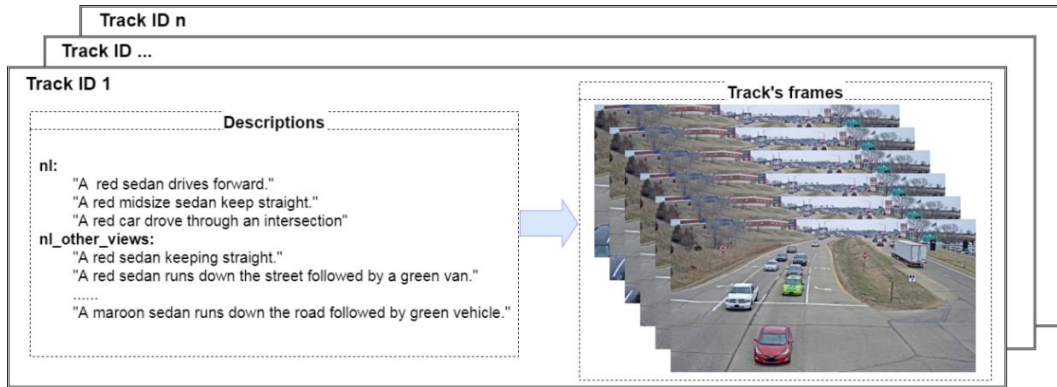 Track ID n
Track ID ...
Track ID 1
Descriptions
nl:
"A red sedan drives forward."
"A red midsize sedan keep straight."
"A red car drove through an intersection"
nl_other_views:
"A red sedan keeping straight."
"A red sedan runs down the street followed by a green van."
......
"A maroon sedan runs down the road followed by green vehicle."
Track's frames